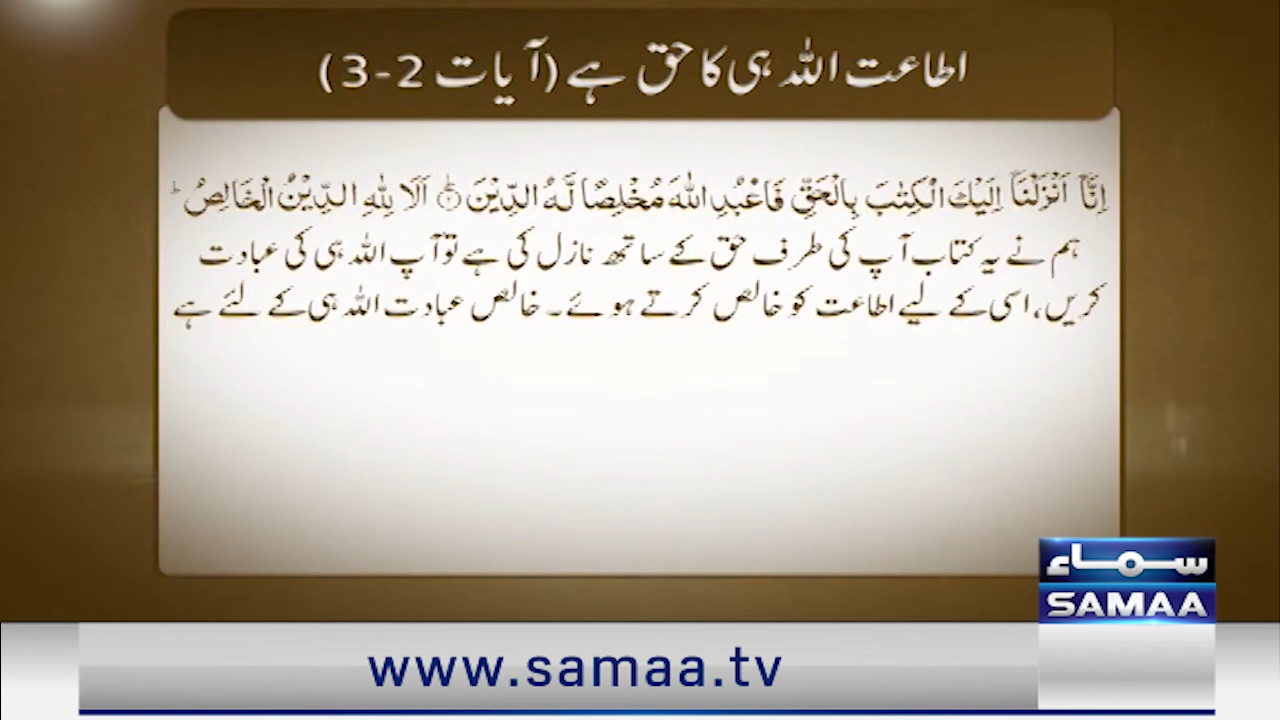 اطاعت اللہ ہی کا حق ہے (آیات 2-3)
اِنَّاۤ اَنْزَلْنَاۤ اِلَيْكَ الْكِتٰبَ بِالْحَقِّ فَاعْبُدِ اللّٰهَ مُخْلِصًا لَّهُ الدِّيْنَ ؕ﴿۲﴾ اَلَا لِلّٰهِ الدِّيْنُ الْخَالِصُ ؕ
ہم نے یہ کتاب آپ کی طرف حق کے ساتھ نازل کی ہے تو آپ اللہ ہی کی عبادت
کریں، اسی کے لیے اطاعت کو خالص کرتے ہوئے۔ خالص عبادت اللہ ہی کے لئے ہے
سماء
SAMAA
www.samaa.tv